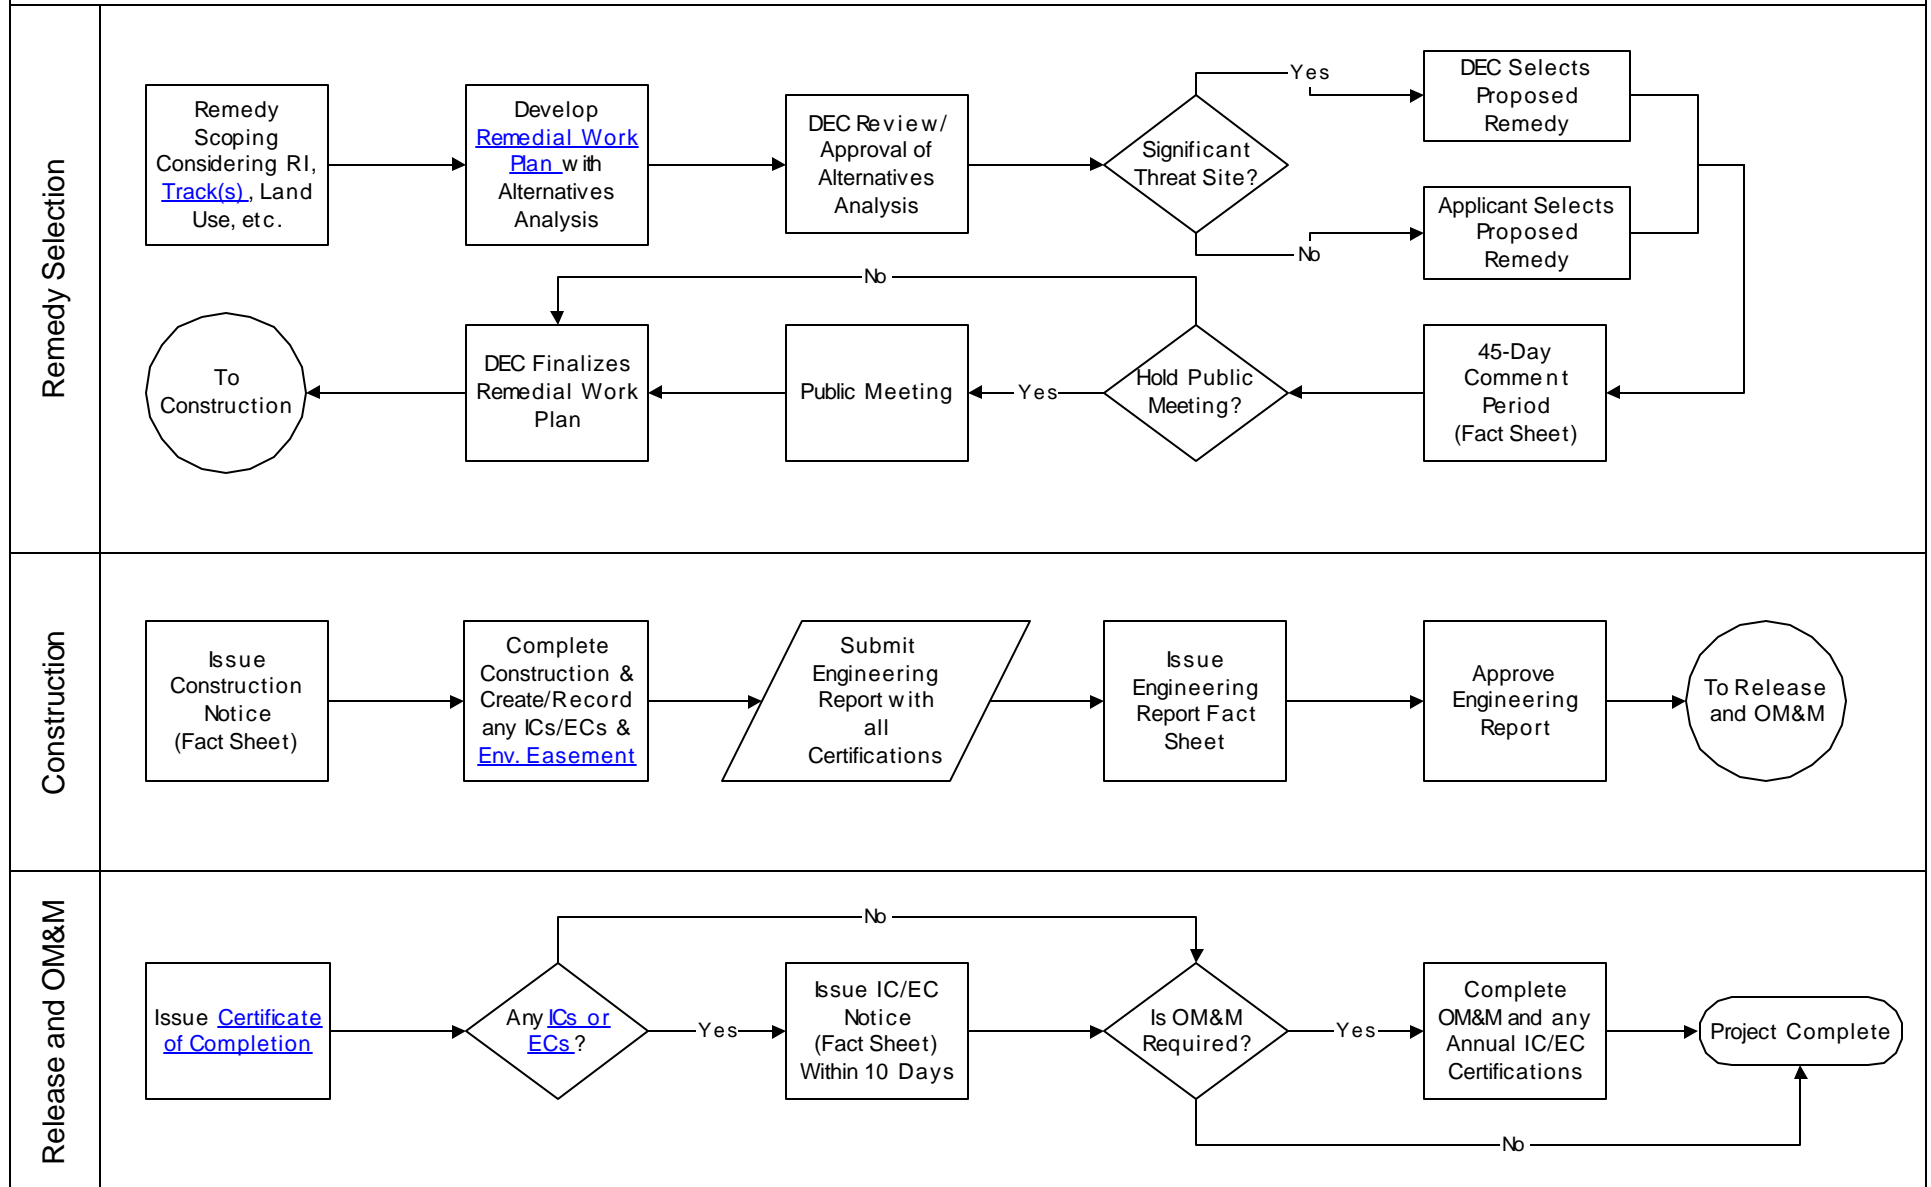 Remedy Selection
Remedy
Scoping
Considering RI,
Track(s) , Land
Use, etc.
Develop
Remedial Work
Plan with
Alternatives
Analysis
DEC Review/
Approval of
Alternatives
Analysis
Significant
Threat Site?
Yes
No
DEC Selects
Proposed
Remedy
Applicant Selects
Proposed
Remedy
45-Day
Comment
Period
(Fact Sheet)
Hold Public
Meeting?
No
Yes
Public Meeting
DEC Finalizes
Remedial Work
Plan
To
Construction
Construction
Issue
Construction
Notice
(Fact Sheet)
Complete
Construction &
Create/Record
any ICs/ECs &
Env. Easement
Submit
Engineering
Report with
all
Certifications
Issue
Engineering
Report Fact
Sheet
Approve
Engineering
Report
To Release
and OM&M
Release and OM&M
Issue Certificate
of Completion
Any ICs or
ECs ?
No
Yes
Issue IC/EC
Notice
(Fact Sheet)
Within 10 Days
Is OM&M
Required?
Yes
No
Complete
OM&M and any
Annual IC/EC
Certifications
Project Complete